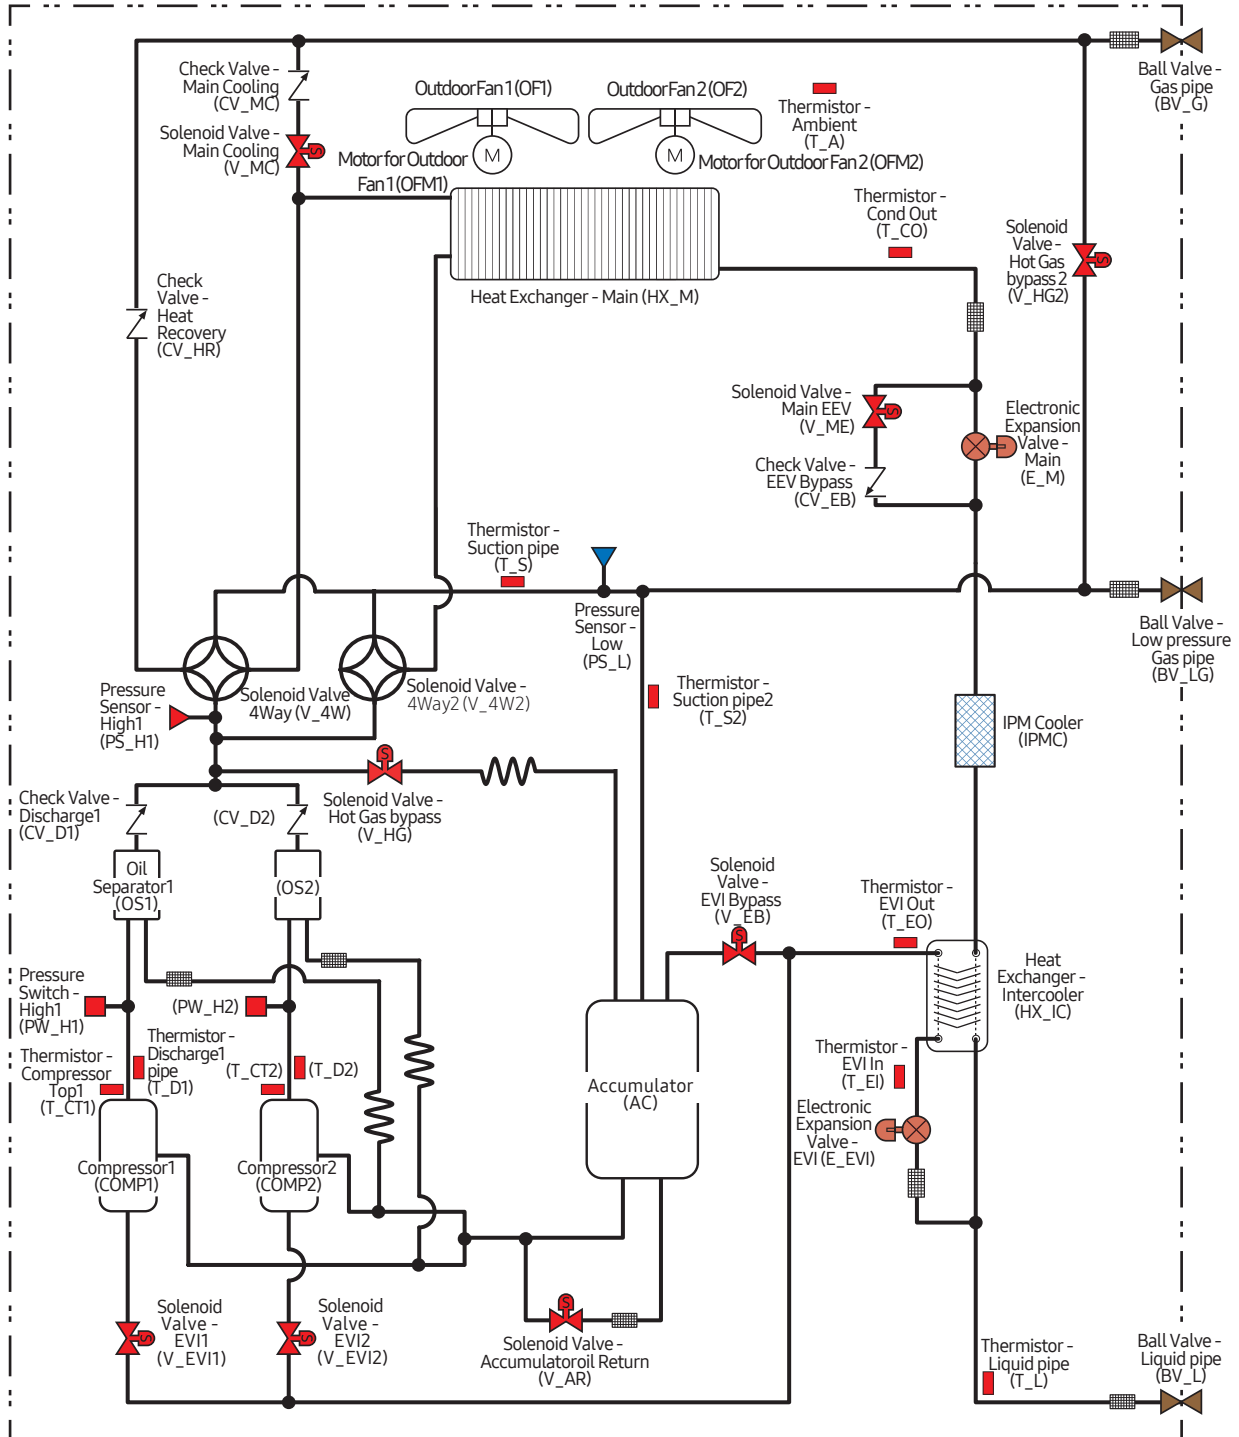 Check Valve -
Main Cooling
(CV_MC)
Solenoid Valve -
Main Cooling
(V_MC)
OutdoorFan 1 (OF1)
OutdoorFan 2 (OF2)
M
M
Motor for Outdoor
Fan 1 (OFM1)
Motor for Outdoor Fan 2 (OFM2)
Thermistor -
Ambient
(T_A)
Ball Valve -
Gas pipe
(BV_G)
Thermistor -
Cond Out
(T_CO)
Solenoid
Valve -
Hot Gas
bypass 2
(V_HG2)
Heat Exchanger - Main (HX_M)
Check
Valve -
Heat
Recovery
(CV_HR)
Solenoid Valve -
Main EEV
(V_ME)
Electronic
Expansion
Valve -
Main
(E_M)
Check Valve -
EEV Bypass
(CV_EB)
Thermistor -
Suction pipe
(T_S)
Pressure
Sensor -
Low
(PS_L)
Ball Valve -
Low pressure
Gas pipe
(BV_LG)
Solenoid Valve
4Way (V_4W)
Solenoid Valve -
4Way2 (V_4W2)
Pressure
Sensor -
High1
(PS_H1)
Thermistor -
Suction pipe2
(T_S2)
IPM Cooler
(IPMC)
Check Valve -
Discharge1
(CV_D1)
(CV_D2)
S
Solenoid Valve -
Hot Gas bypass
(V_HG)
Oil
Separator1
(OS1)
(OS2)
Solenoid
Valve -
EVI Bypass
(V_EB)
S
Thermistor -
EVI Out
(T_EO)
Heat
Exchanger -
Intercooler
(HX_IC)
Pressure
Switch -
High1
(PW_H1)
(PW_H2)
Thermistor -
Discharge1
pipe
(T_D1)
Thermistor -
Compressor
Top1
(T_CT1)
(T_CT2)
(T_D2)
Thermistor -
EVI In
(T_EI)
Accumulator
(AC)
Electronic
Expansion
Valve -
EVI (E_EVI)
Compressor1
(COMP1)
Compressor2
(COMP2)
Solenoid
Valve -
EVI1
(V_EVI1)
Solenoid
Valve -
EVI2
(V_EVI2)
S
Solenoid Valve -
Accumulatoroil Return
(V_AR)
Thermistor -
Liquid pipe
(T_L)
Ball Valve -
Liquid pipe
(BV_L)
S
S
S
S
S